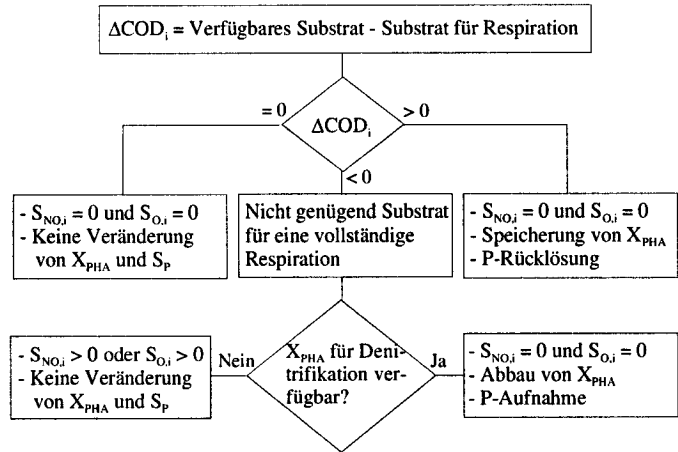 ΔCODᵢ = Verfügbares Substrat - Substrat für Respiration
= 0
> 0
ΔCODᵢ
< 0
- S_NO,i = 0 und S_O,i = 0
- Keine Veränderung
von X_PHA und S_P
Nicht genügend Substrat
für eine vollständige
Respiration
- S_NO,i = 0 und S_O,i = 0
- Speicherung von X_PHA
- P-Rücklösung
- S_NO,i > 0 oder S_O,i > 0
- Keine Veränderung
von X_PHA und S_P
Nein
X_PHA für Deni-
trifikation ver-
fügbar?
Ja
- S_NO,i = 0 und S_O,i = 0
- Abbau von X_PHA
- P-Aufnahme